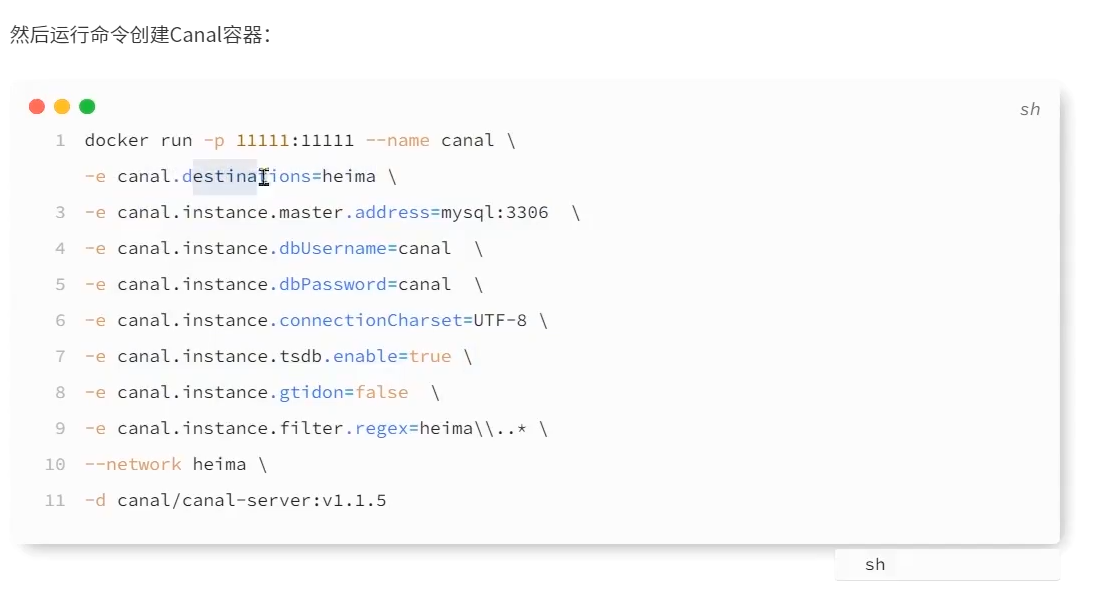 然后运行命令创建Canal容器：
sh
1 docker run -p 11111:11111 --name canal \
-e canal.destinations=heima \
3 -e canal.instance.master.address=mysql:3306  \
4 -e canal.instance.dbUsername=canal  \
5 -e canal.instance.dbPassword=canal  \
6 -e canal.instance.connectionCharset=UTF-8 \
7 -e canal.instance.tsdb.enable=true \
8 -e canal.instance.gtidon=false  \
9 -e canal.instance.filter.regex=heima\\..* \
10 --network heima \
11 -d canal/canal-server:v1.1.5
sh